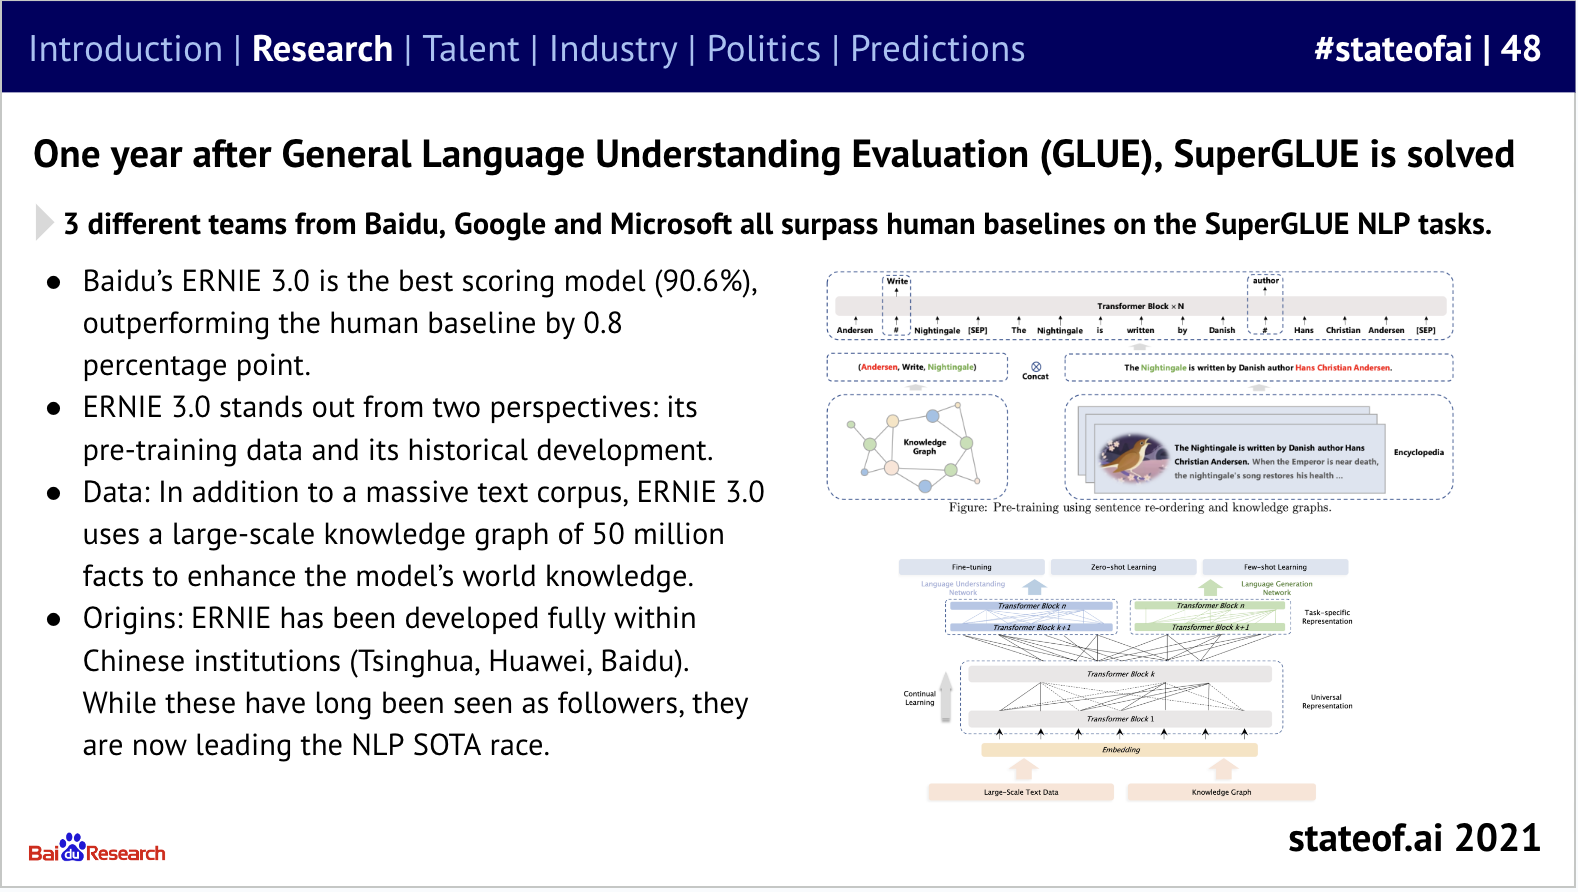 Introduction | Research | Talent | Industry | Politics | Predictions
#stateofai | 48
One year after General Language Understanding Evaluation (GLUE), SuperGLUE is solved
3 different teams from Baidu, Google and Microsoft all surpass human baselines on the SuperGLUE NLP tasks.
● Baidu’s ERNIE 3.0 is the best scoring model (90.6%),
outperforming the human baseline by 0.8
percentage point.
● ERNIE 3.0 stands out from two perspectives: its
pre-training data and its historical development.
● Data: In addition to a massive text corpus, ERNIE 3.0
uses a large-scale knowledge graph of 50 million
facts to enhance the model’s world knowledge.
● Origins: ERNIE has been developed fully within
Chinese institutions (Tsinghua, Huawei, Baidu).
While these have long been seen as followers, they
are now leading the NLP SOTA race.
Write
author
Transformer Block × N
Andersen # Nightingale [SEP] The Nightingale is written by Danish # Hans Christian Andersen [SEP]
(Andersen, Write, Nightingale)
Concat
The Nightingale is written by Danish author Hans Christian Andersen.
Knowledge
Graph
The Nightingale is written by Danish author Hans
Christian Andersen. When the Emperor is near death,
the nightingale's song restores his health ...
Encyclopedia
Figure: Pre-training using sentence re-ordering and knowledge graphs.
Fine-tuning
Zero-shot Learning
Few-shot Learning
Language Understanding
Network
Language Generation
Network
Transformer Block n
Transformer Block n
Transformer Block k+1
Transformer Block k+1
Task-specific
Representation
Transformer Block k
Continual
Learning
Universal
Representation
Transformer Block 1
Embedding
Large-Scale Text Data
Knowledge Graph
Baidu Research
stateof.ai 2021